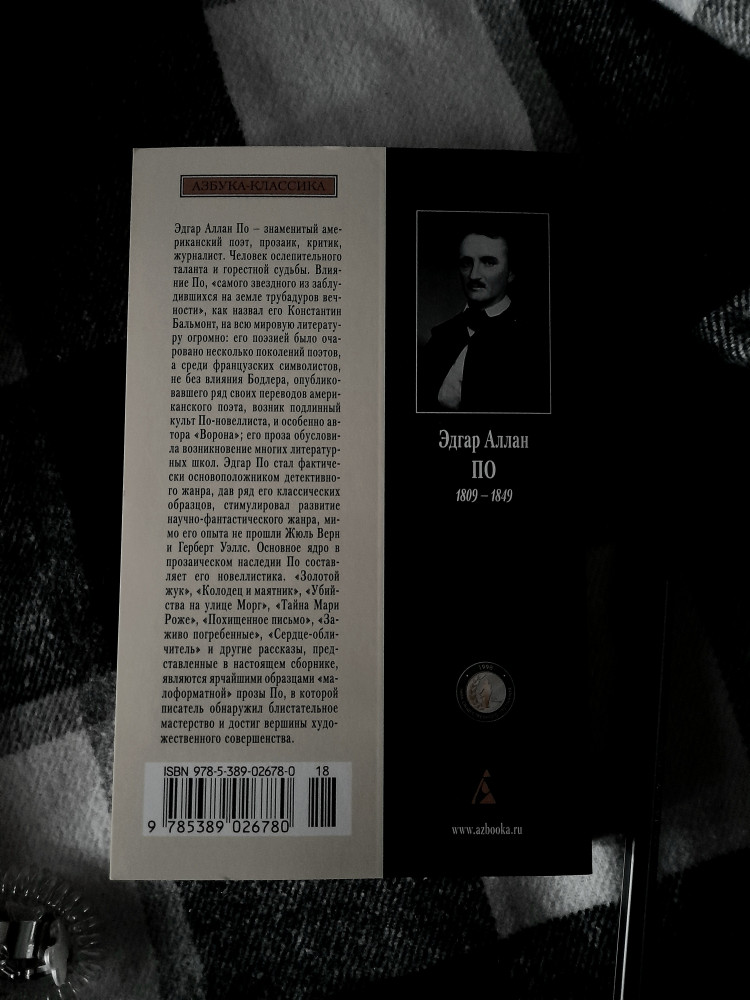 АЗБУКА-КЛАССИКА
Эдгар Аллан По – знаменитый аме-
риканский поэт, прозаик, критик,
журналист. Человек ослепительного
таланта и горестной судьбы. Влия-
ние По, «самого звездного из заблу-
дившихся на земле трубадуров веч-
ности», как назвал его Константин
Бальмонт, на всю мировую литерату-
ру огромно: его поэзией было оча-
ровано несколько поколений поэтов,
а среди французских символистов,
не без влияния Бодлера, опублико-
вавшего ряд своих переводов амери-
канского поэта, возник подлинный
культ По-новеллиста, и особенно ав-
тора «Ворона»; его проза обуслови-
ла возникновение многих литератур-
ных школ. Эдгар По стал фактиче-
ски основоположником детективно-
го жанра, дав ряд его классических
образцов, стимулировал развитие
научно-фантастического жанра, ми-
мо его опыта не прошли Жюль Верн
и Герберт Уэллс. Основное ядро в
прозаическом наследии По состав-
ляет его новеллистика. «Золотой
жук», «Колодец и маятник», «Убий-
ства на улице Морг», «Тайна Мари
Роже», «Похищенное письмо», «За-
живо погребенные», «Сердце-обли-
читель» и другие рассказы, пред-
ставленные в настоящем сборнике,
являются ярчайшими образцами «ма-
лоформатной» прозы По, в которой
писатель обнаружил блистательное
мастерство и достиг вершины худо-
жественного совершенства.
ISBN 978-5-389-02678-0 18
9 785389 026780
Эдгар Аллан
ПО
1809 – 1849
1996
www.azbooka.ru